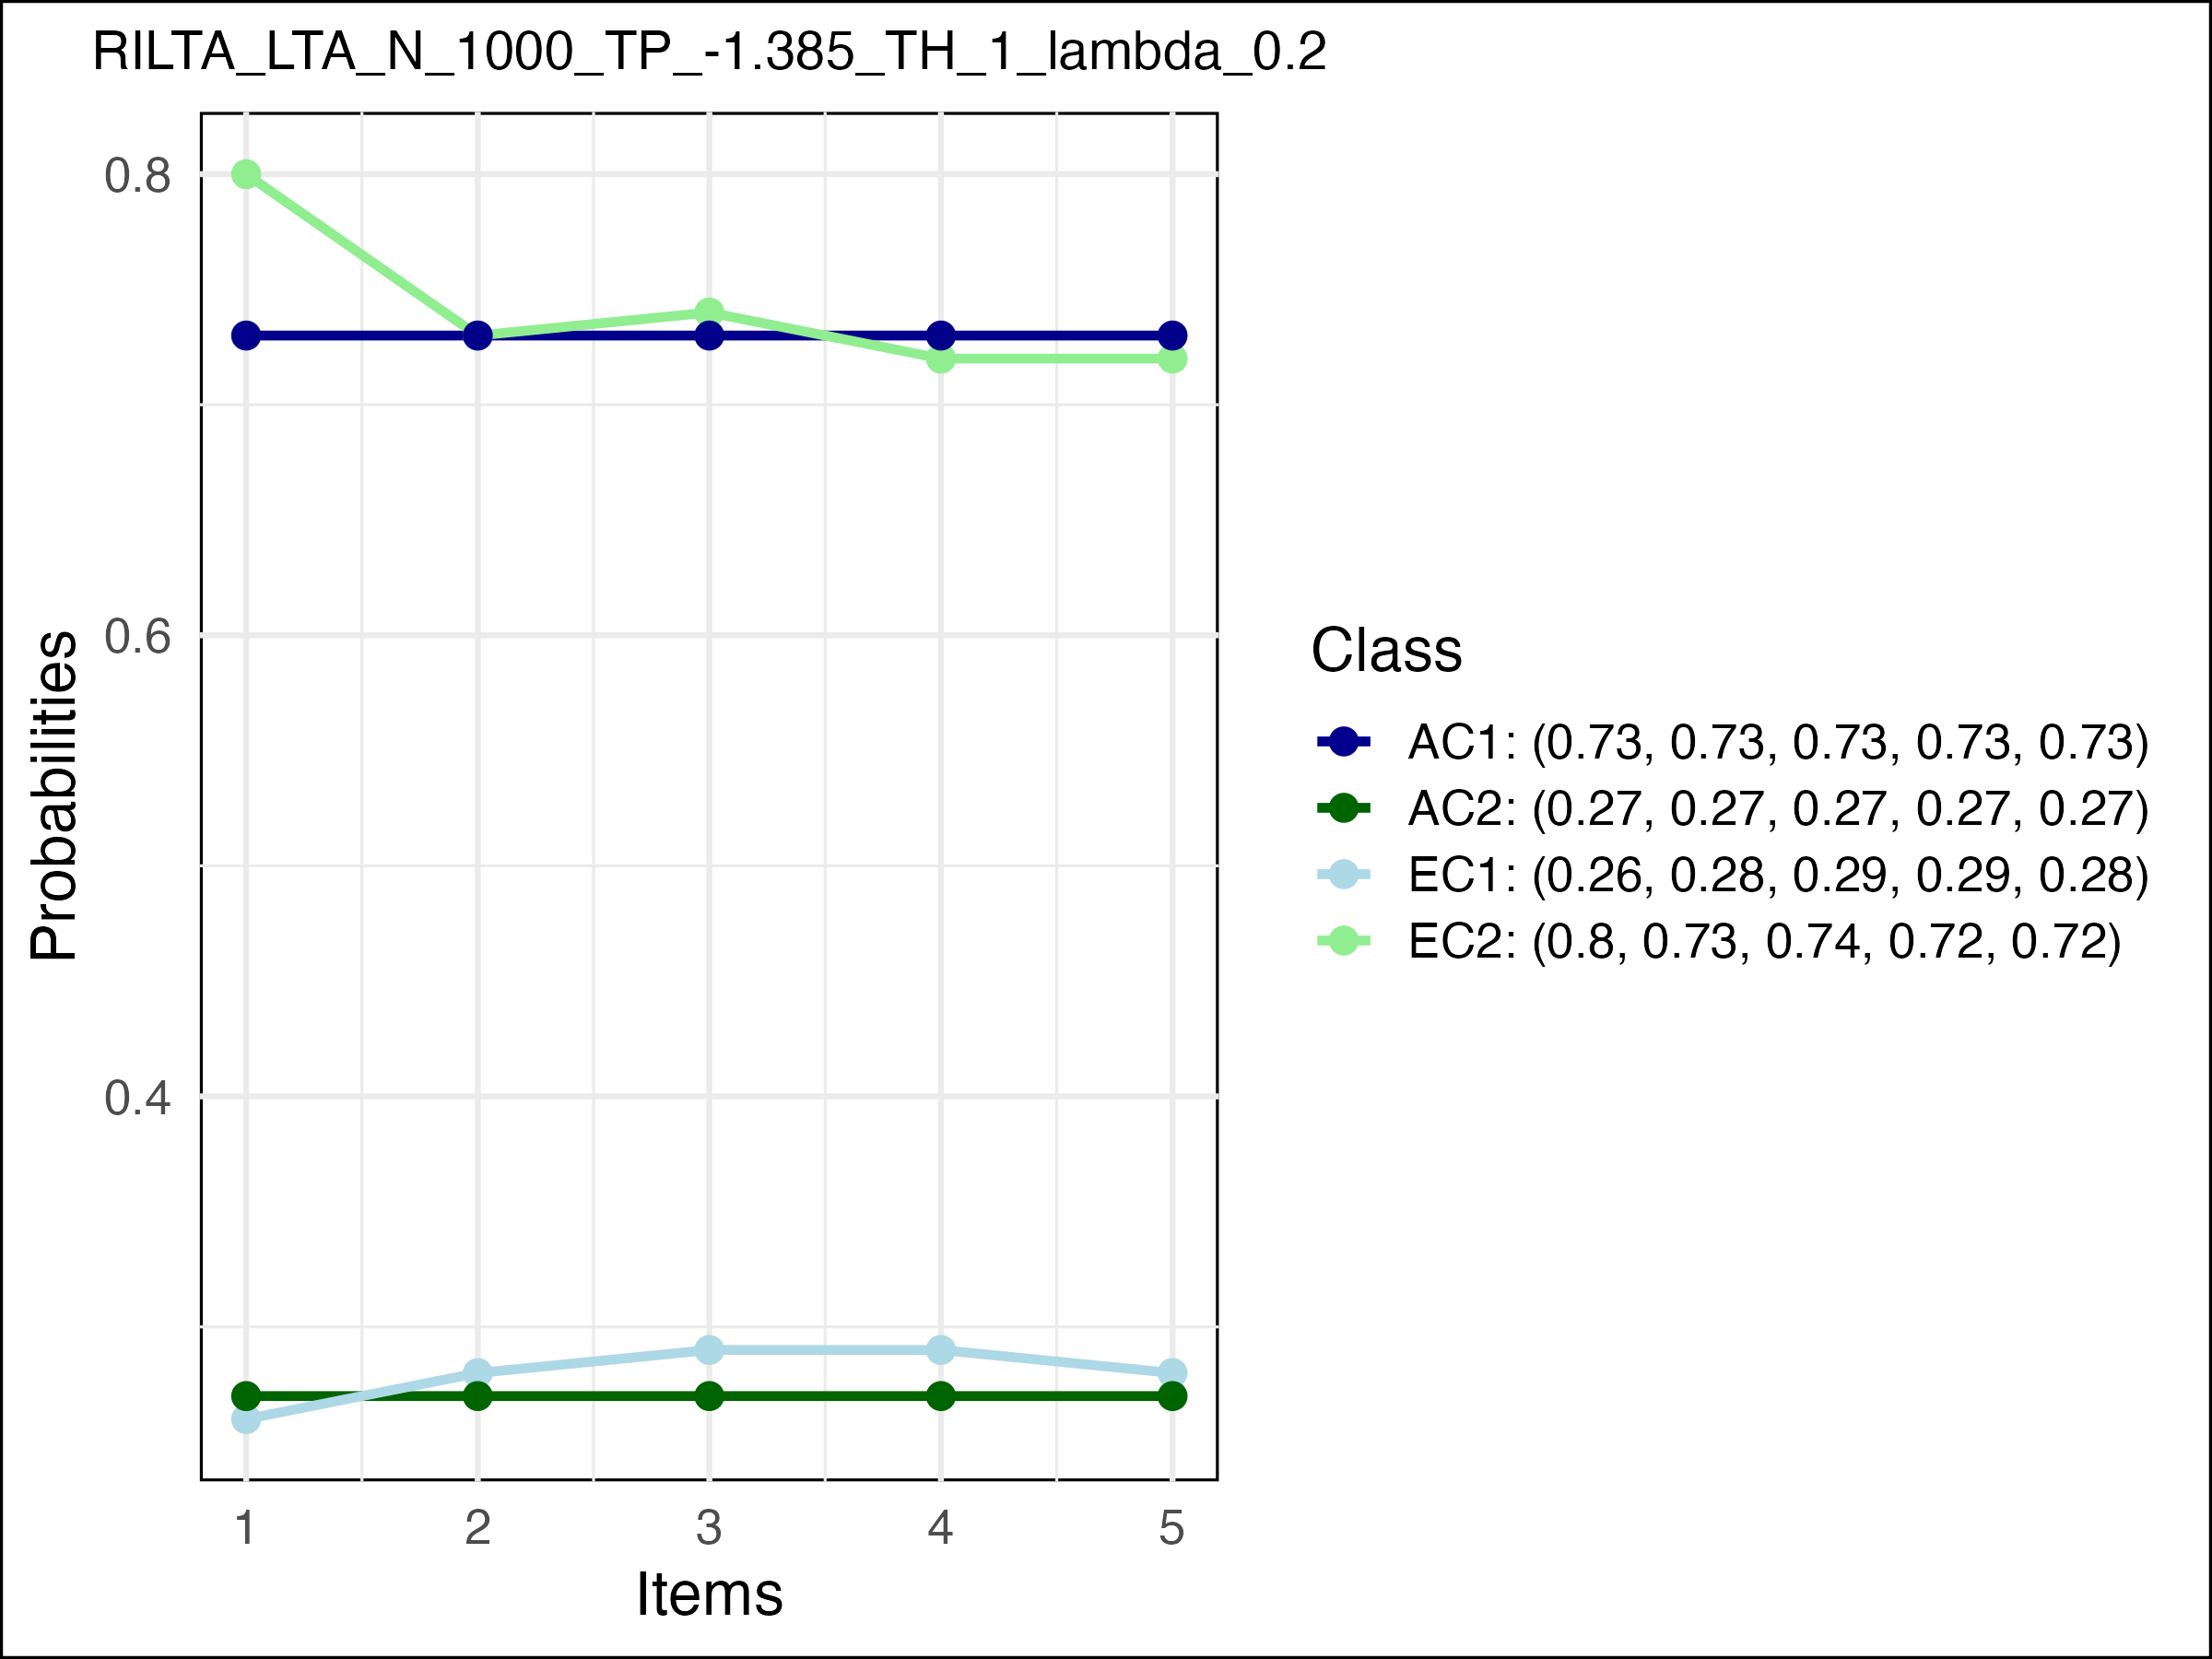 RILTA_LTA_N_1000_TP_-1.385_TH_1_lambda_0.2
0.8
0.6
0.4
Probabilities
1 2 3 4 5
Items
Class
AC1: (0.73, 0.73, 0.73, 0.73, 0.73)
AC2: (0.27, 0.27, 0.27, 0.27, 0.27)
EC1: (0.26, 0.28, 0.29, 0.29, 0.28)
EC2: (0.8, 0.73, 0.74, 0.72, 0.72)